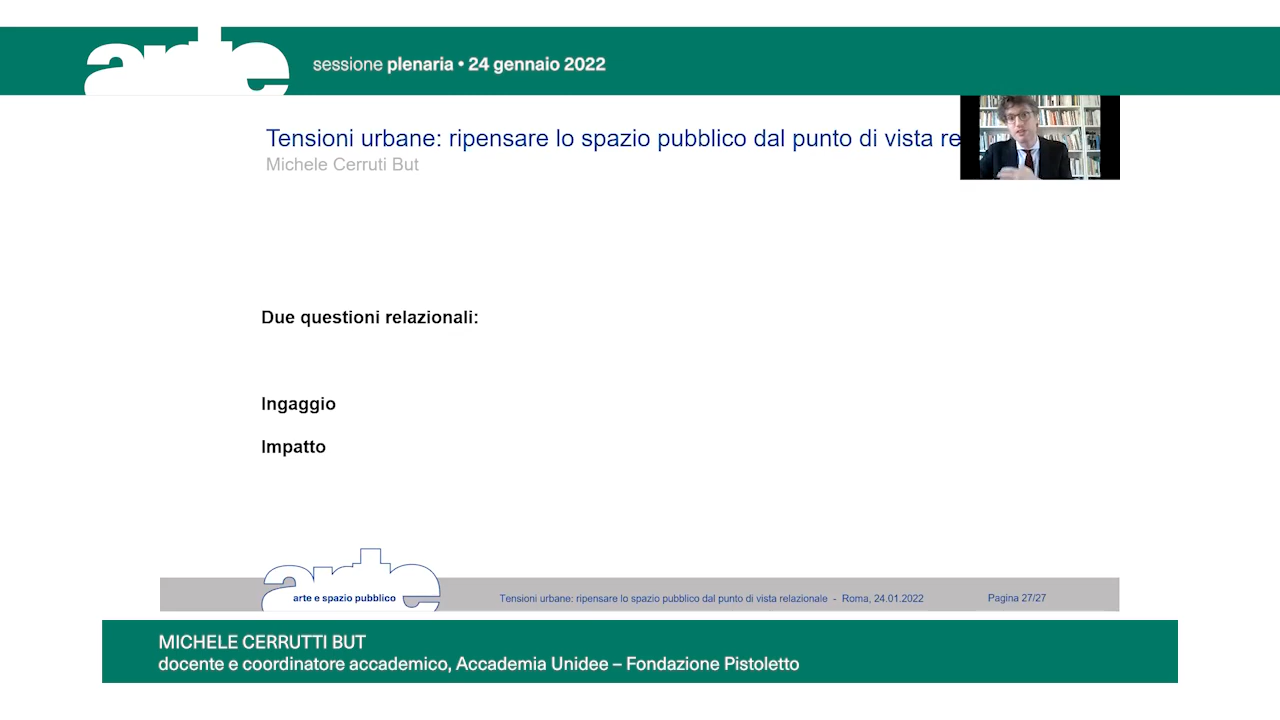 arte
sessione plenaria • 24 gennaio 2022
Tensioni urbane: ripensare lo spazio pubblico dal punto di vista re
Michele Cerruti But
Due questioni relazionali:
Ingaggio
Impatto
arte
arte e spazio pubblico
Tensioni urbane: ripensare lo spazio pubblico dal punto di vista relazionale - Roma, 24.01.2022
Pagina 27/27
MICHELE CERRUTTI BUT
docente e coordinatore accademico, Accademia Unidee – Fondazione Pistoletto